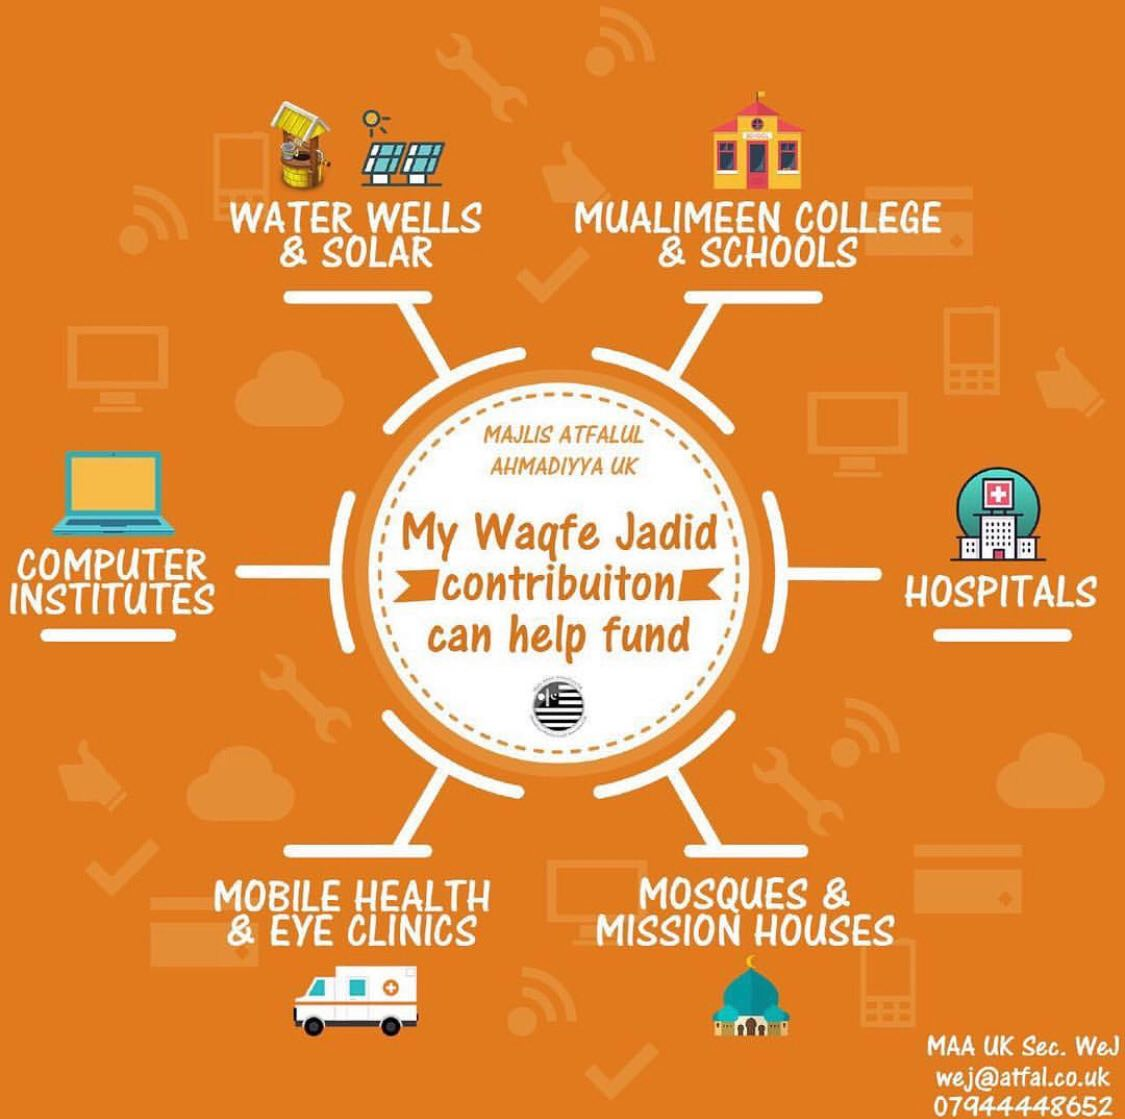 WATER WELLS
& SOLAR
SCHOOL
MUALIMEEN COLLEGE
& SCHOOLS
MAJLIS ATFALUL
AHMADIYYA UK
My Waqfe Jadid
contribuiton
can help fund
COMPUTER
INSTITUTES
HOSPITALS
MOBILE HEALTH
& EYE CLINICS
MOSQUES &
MISSION HOUSES
MAA UK Sec. WeJ
wej@atfal.co.uk
07944448652